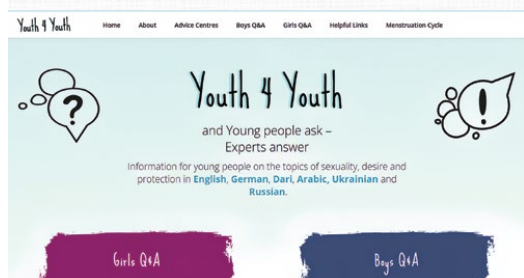 Youth 4 Youth
Home About Advice Centres Boys Q&A Girls Q&A Helpful Links Menstruation Cycle
?
Youth 4 Youth
!
and Young people ask –
Experts answer
Information for young people on the topics of sexuality, desire and
protection in English, German, Dari, Arabic, Ukrainian and
Russian.
Girls Q&A
Boys Q&A